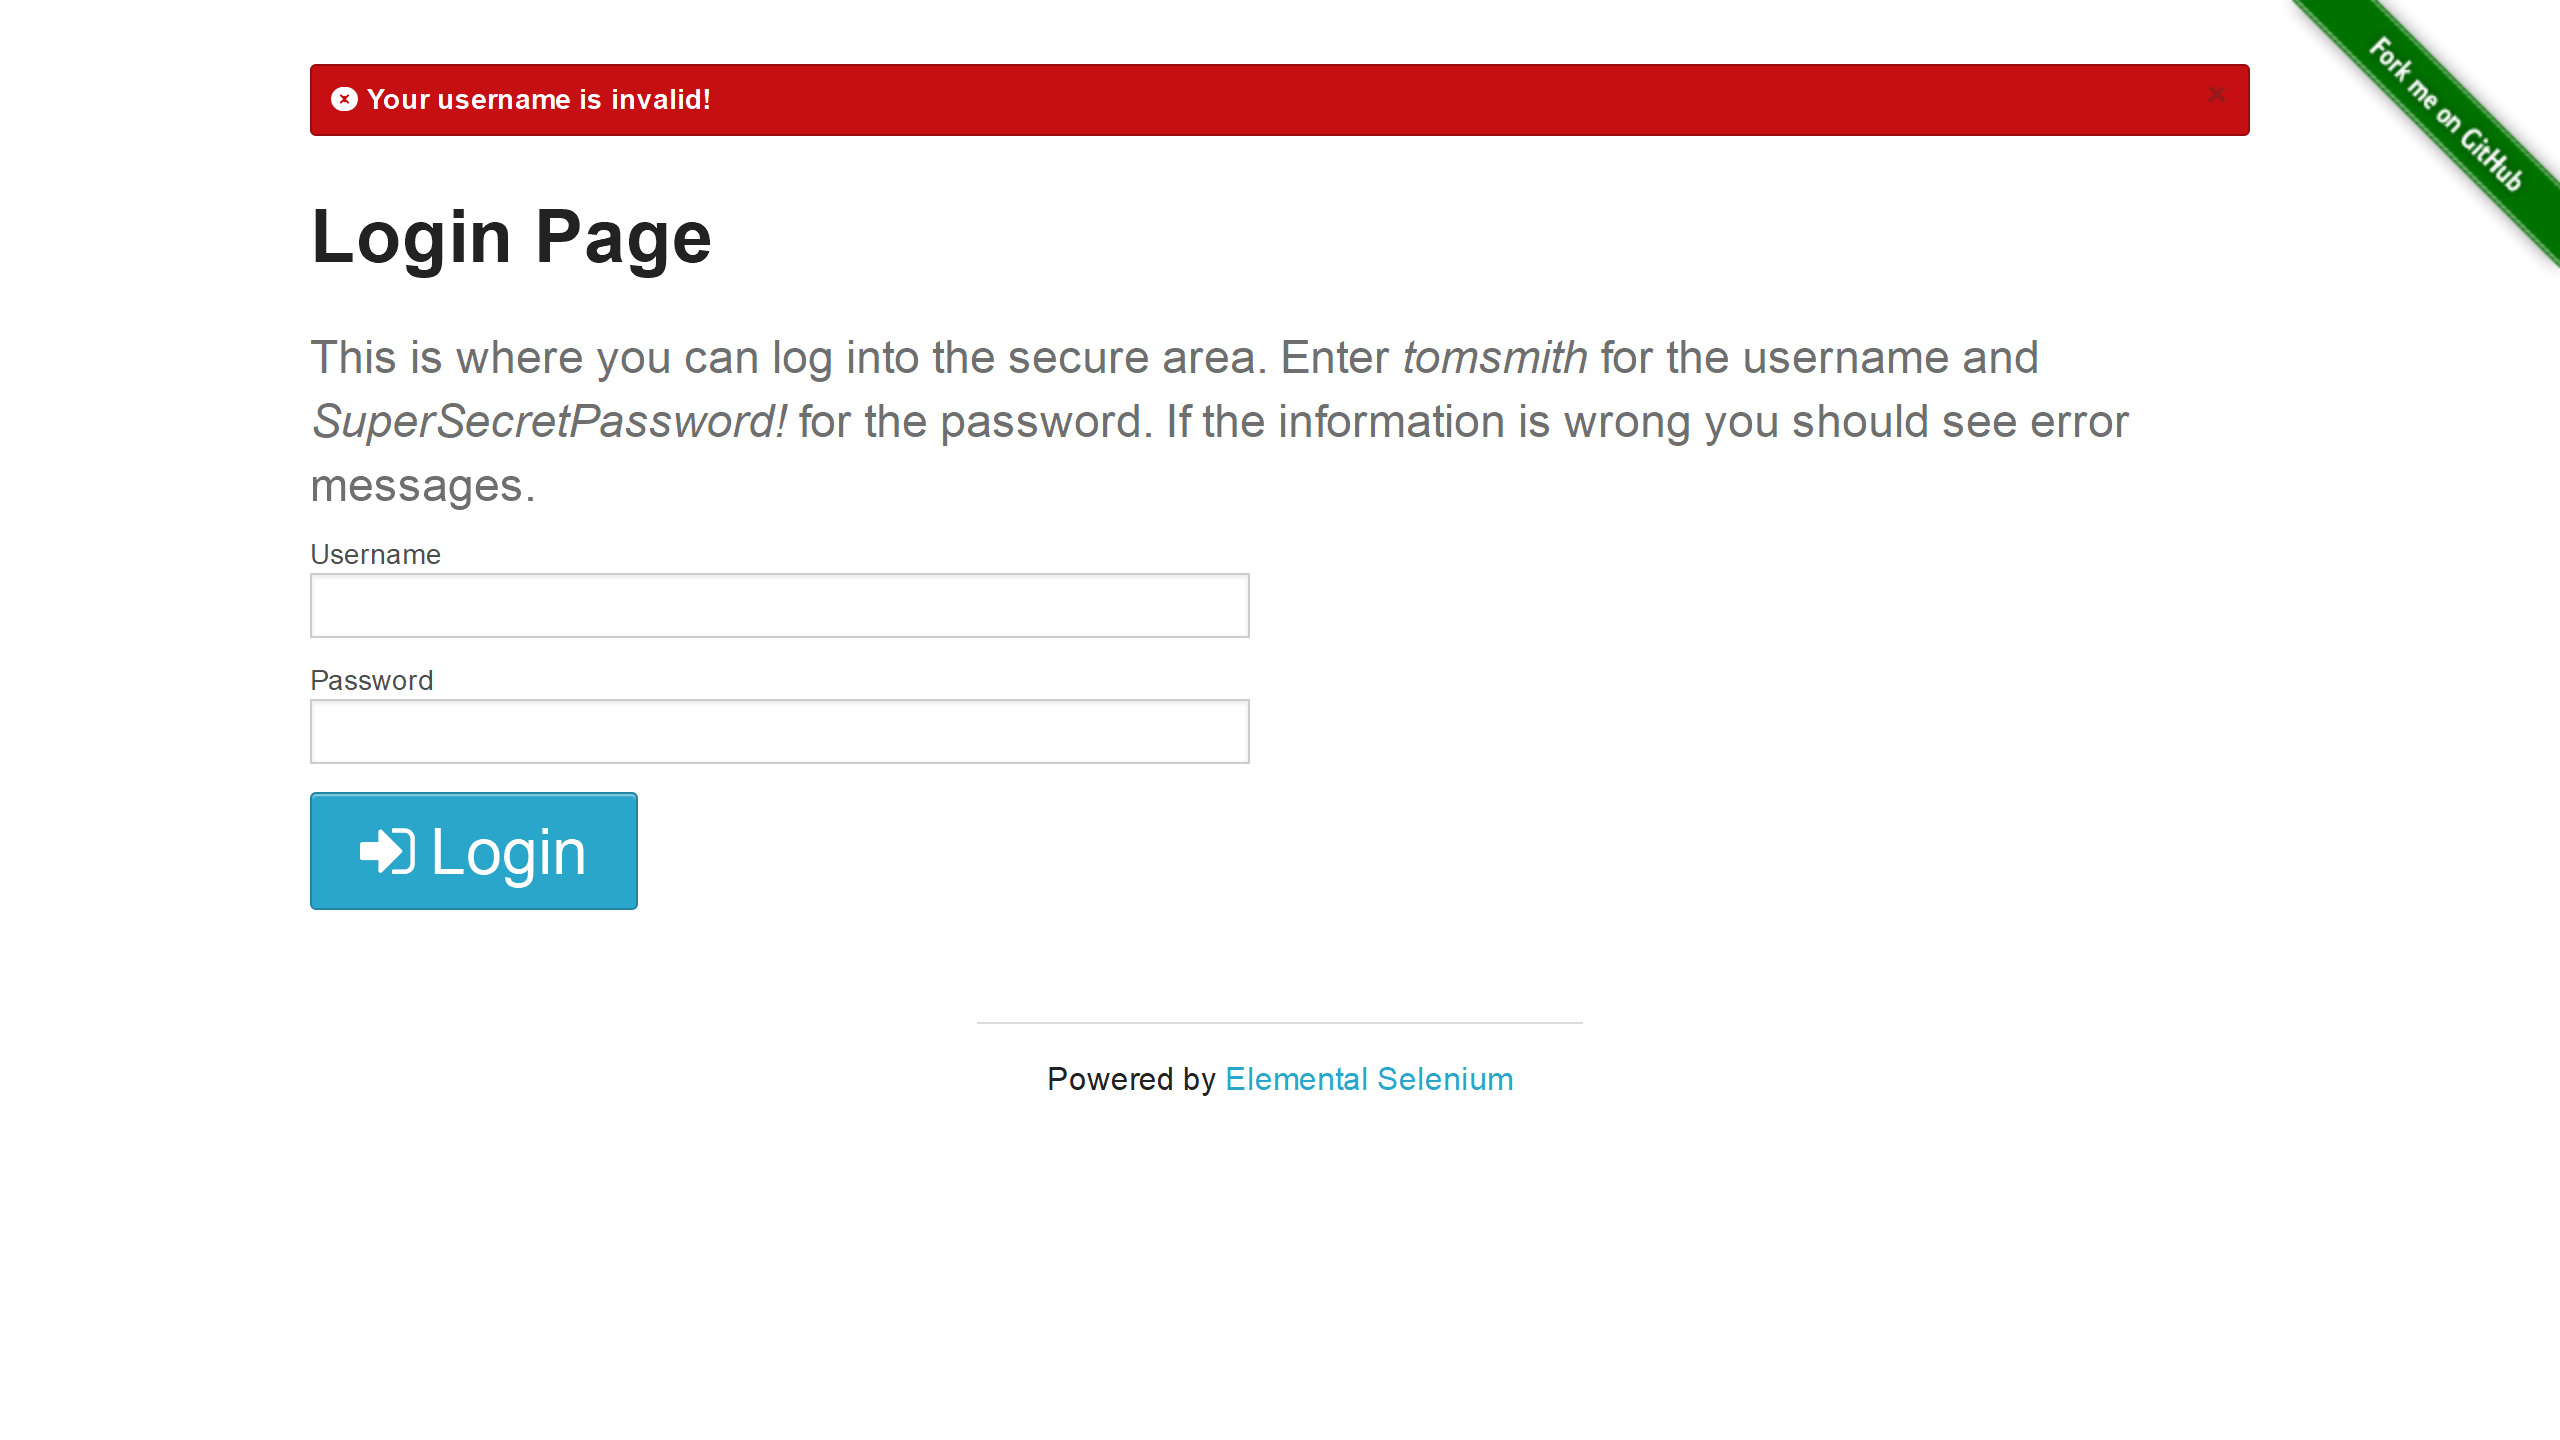 Your username is invalid!
×
Fork me on GitHub
Login Page
This is where you can log into the secure area. Enter tomsmith for the username and
SuperSecretPassword! for the password. If the information is wrong you should see error
messages.
Username
Password
Login
Powered by Elemental Selenium